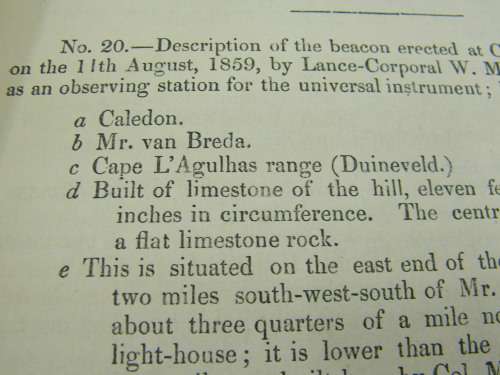 No. 20.—Description of the beacon erected at
on the 11th August, 1859, by Lance-Corporal W.
as an observing station for the universal instrument;
a Caledon.
b Mr. van Breda.
c Cape L'Agulhas range (Duineveld.)
d Built of limestone of the hill, eleven
inches in circumference. The
a flat limestone rock.
e This is situated on the east end of the
two miles south-west-south of Mr.
about three quarters of a mile
light-house; it is lower than the
by Col.